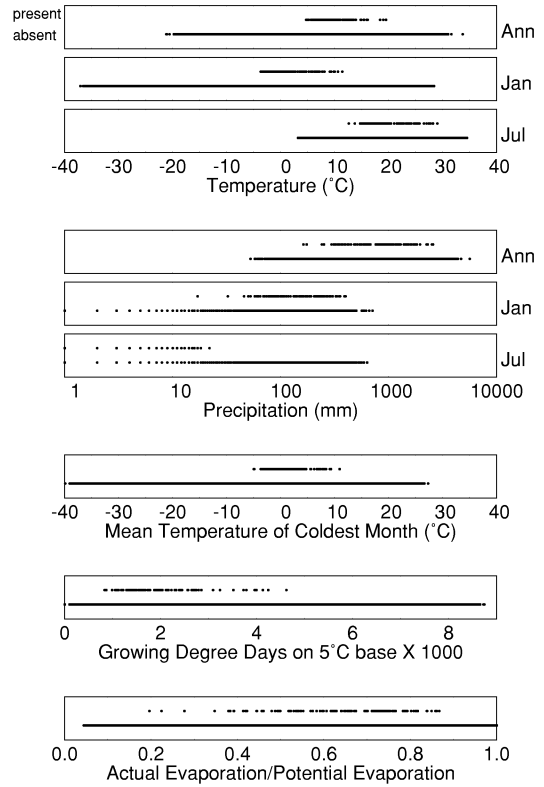 present
absent
Ann
Jan
Jul
-40 -30 -20 -10 0 10 20 30 40
Temperature (˚C)
Ann
Jan
Jul
1 10 100 1000 10000
Precipitation (mm)
-40 -30 -20 -10 0 10 20 30 40
Mean Temperature of Coldest Month (˚C)
0 2 4 6 8
Growing Degree Days on 5˚C base X 1000
0.0 0.2 0.4 0.6 0.8 1.0
Actual Evaporation/Potential Evaporation